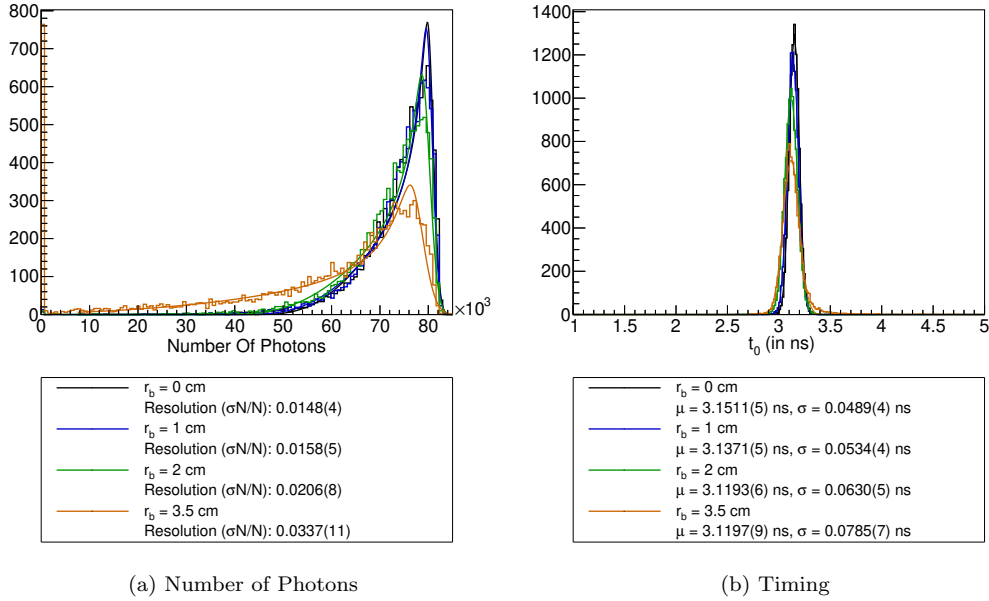 800
700
600
500
400
300
200
100
0
0 10 20 30 40 50 60 70 80 ×10³
Number Of Photons
r_b = 0 cm
Resolution (σN/N): 0.0148(4)
r_b = 1 cm
Resolution (σN/N): 0.0158(5)
r_b = 2 cm
Resolution (σN/N): 0.0206(8)
r_b = 3.5 cm
Resolution (σN/N): 0.0337(11)
(a) Number of Photons
1400
1200
1000
800
600
400
200
0
1 1.5 2 2.5 3 3.5 4 4.5 5
t_0 (in ns)
r_b = 0 cm
μ = 3.1511(5) ns, σ = 0.0489(4) ns
r_b = 1 cm
μ = 3.1371(5) ns, σ = 0.0534(4) ns
r_b = 2 cm
μ = 3.1193(6) ns, σ = 0.0630(5) ns
r_b = 3.5 cm
μ = 3.1197(9) ns, σ = 0.0785(7) ns
(b) Timing